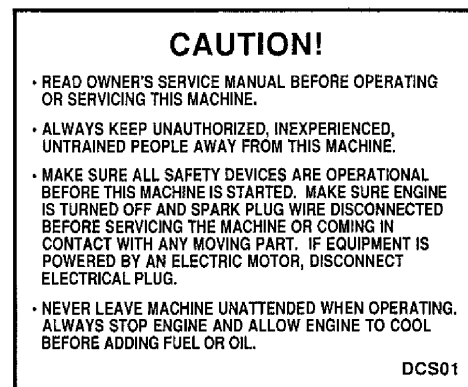 CAUTION!
• READ OWNER'S SERVICE MANUAL BEFORE OPERATING
OR SERVICING THIS MACHINE.
• ALWAYS KEEP UNAUTHORIZED, INEXPERIENCED,
UNTRAINED PEOPLE AWAY FROM THIS MACHINE.
• MAKE SURE ALL SAFETY DEVICES ARE OPERATIONAL
BEFORE THIS MACHINE IS STARTED. MAKE SURE ENGINE
IS TURNED OFF AND SPARK PLUG WIRE DISCONNECTED
BEFORE SERVICING THE MACHINE OR COMING IN
CONTACT WITH ANY MOVING PART. IF EQUIPMENT IS
POWERED BY AN ELECTRIC MOTOR, DISCONNECT
ELECTRICAL PLUG.
• NEVER LEAVE MACHINE UNATTENDED WHEN OPERATING.
ALWAYS STOP ENGINE AND ALLOW ENGINE TO COOL
BEFORE ADDING FUEL OR OIL.
DCS01